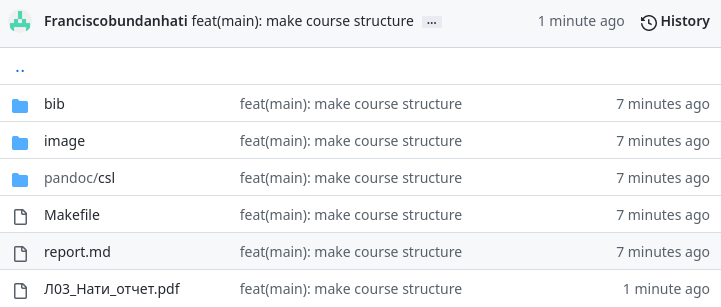 Franciscobundanhati feat(main): make course structure ... 1 minute ago History
..
bib feat(main): make course structure 7 minutes ago
image feat(main): make course structure 7 minutes ago
pandoc/csl feat(main): make course structure 7 minutes ago
Makefile feat(main): make course structure 7 minutes ago
report.md feat(main): make course structure 7 minutes ago
Л03_Нати_отчет.pdf feat(main): make course structure 1 minute ago